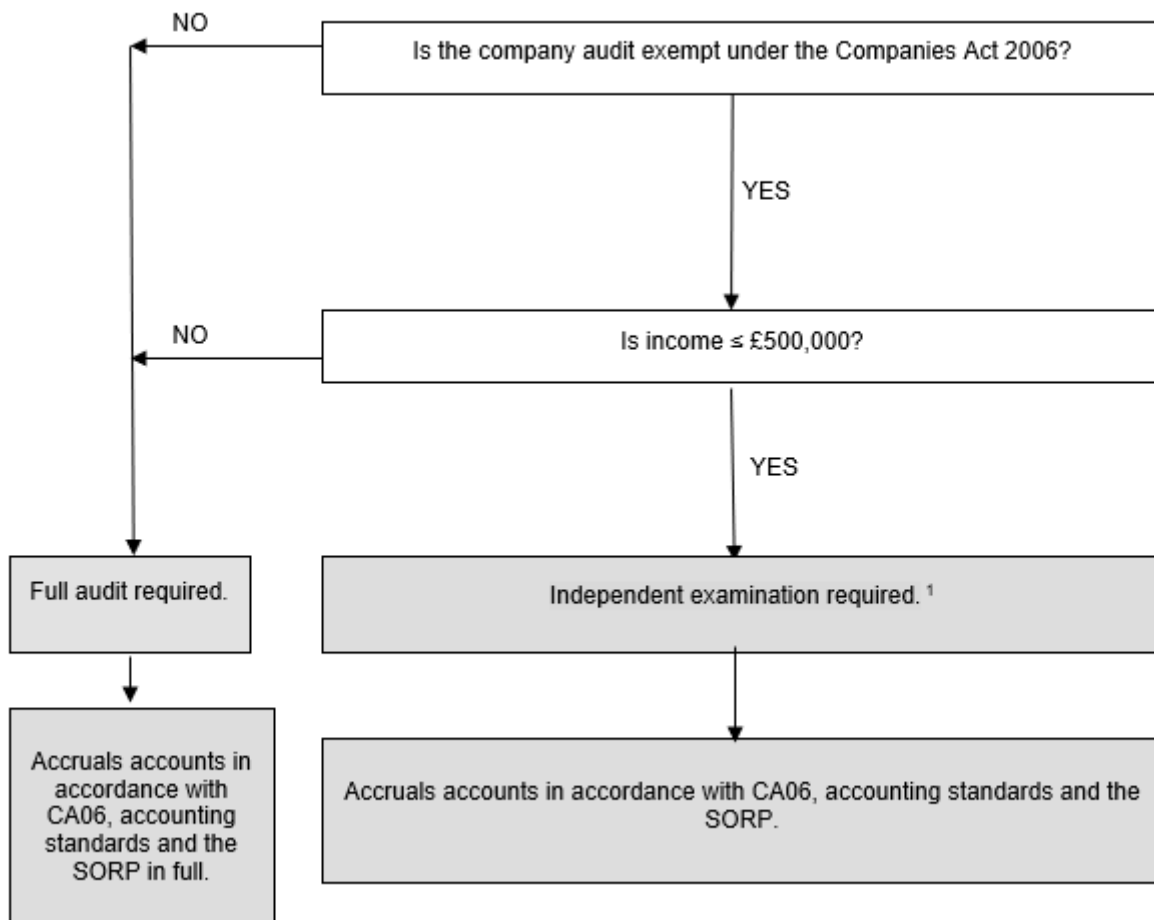 NO
Is the company audit exempt under the Companies Act 2006?
YES
NO
Is income ≤ £500,000?
YES
Full audit required.
Independent examination required. ¹
Accruals accounts in
accordance with
CA06, accounting
standards and the
SORP in full.
Accruals accounts in accordance with CA06, accounting standards and the
SORP.